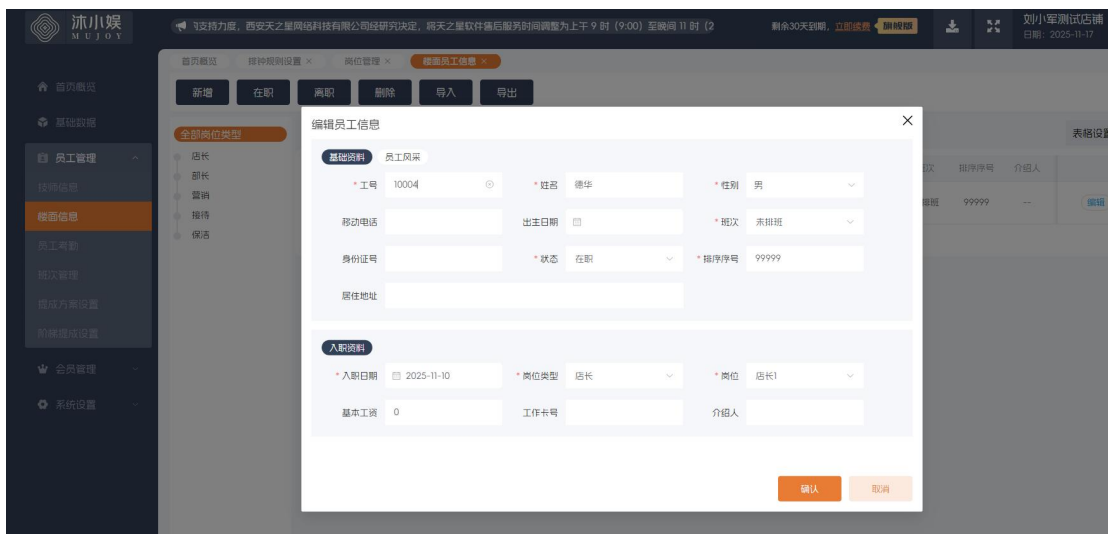 沐小娱
MUJOY
支持力度，西安天之星网络科技有限公司经研究决定，将天之星软件售后服务时间调整为上午 9 时 (9:00) 至晚间 11 时 (2
剩余30天到期，立即续费
旗舰版
刘小军测试店铺
日期：2025-11-17
首页概览
排钟规则设置 ×
岗位管理 ×
楼面员工信息 ×
首页概览
基础数据
员工管理
技师信息
楼面信息
员工考勤
班次管理
提成方案设置
阶梯提成设置
会员管理
系统设置
新增
在职
离职
删除
导入
导出
全部岗位类型
店长
部长
营销
接待
保洁
表格设
排序序号
介绍人
99999
--
编辑
编辑员工信息
基础资料
员工风采
* 工号 10004
* 姓名 德华
* 性别 男
移动电话
出生日期
* 班次 未排班
身份证号
* 状态 在职
* 排序序号 99999
居住地址
入职资料
* 入职日期 2025-11-10
* 岗位类型 店长
* 岗位 店长1
基本工资 0
工作卡号
介绍人
确认
取消